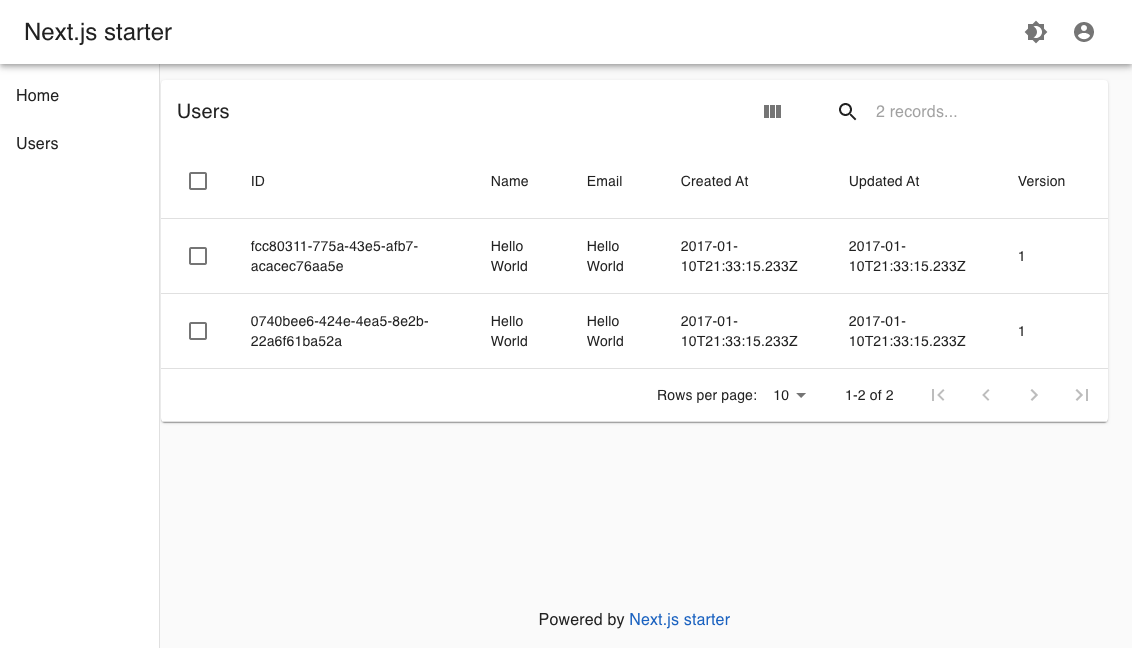 Next.js starter
Home
Users
Users
2 records...
ID Name Email Created At Updated At Version
fcc80311-775a-43e5-afb7- Hello Hello 2017-01- 2017-01-
acacec76aa5e World World 10T21:33:15.233Z 10T21:33:15.233Z 1
0740bee6-424e-4ea5-8e2b- Hello Hello 2017-01- 2017-01-
22a6f61ba52a World World 10T21:33:15.233Z 10T21:33:15.233Z 1
Rows per page: 10 1-2 of 2
Powered by Next.js starter